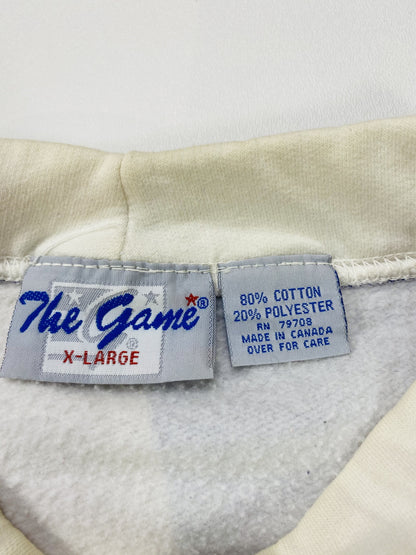 The Game®
®
X-LARGE
80% COTTON
20% POLYESTER
RN 79708
MADE IN CANADA
OVER FOR CARE